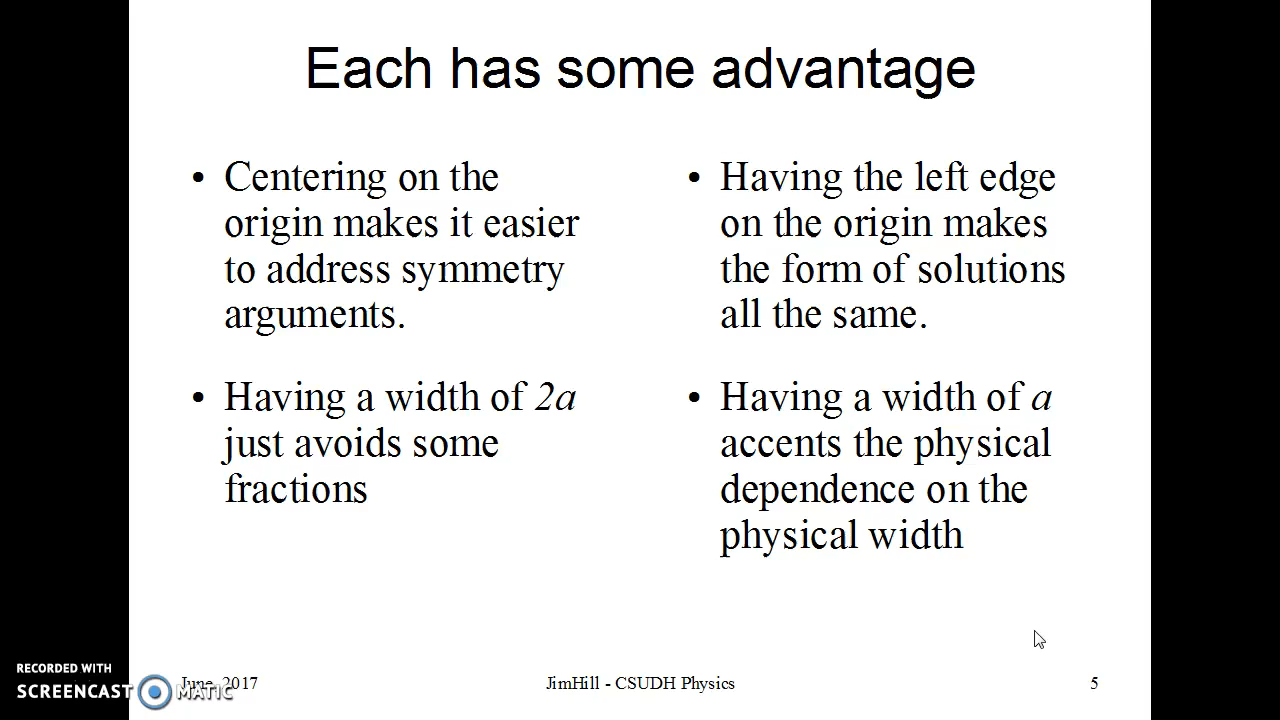 Each has some advantage
• Centering on the
origin makes it easier
to address symmetry
arguments.
• Having a width of 2a
just avoids some
fractions
• Having the left edge
on the origin makes
the form of solutions
all the same.
• Having a width of a
accents the physical
dependence on the
physical width
RECORDED WITH
SCREENCAST MATIC
June, 2017
JimHill - CSUDH Physics
5